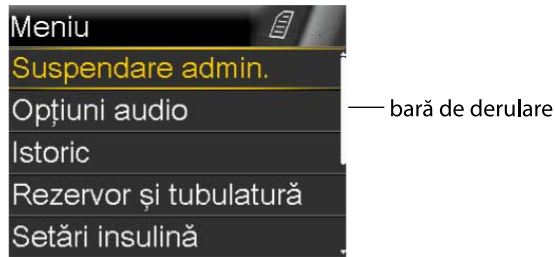 Meniu
Suspendare admin.
Opțiuni audio
bară de derulare
Istoric
Rezervor și tubulatură
Setări insulină